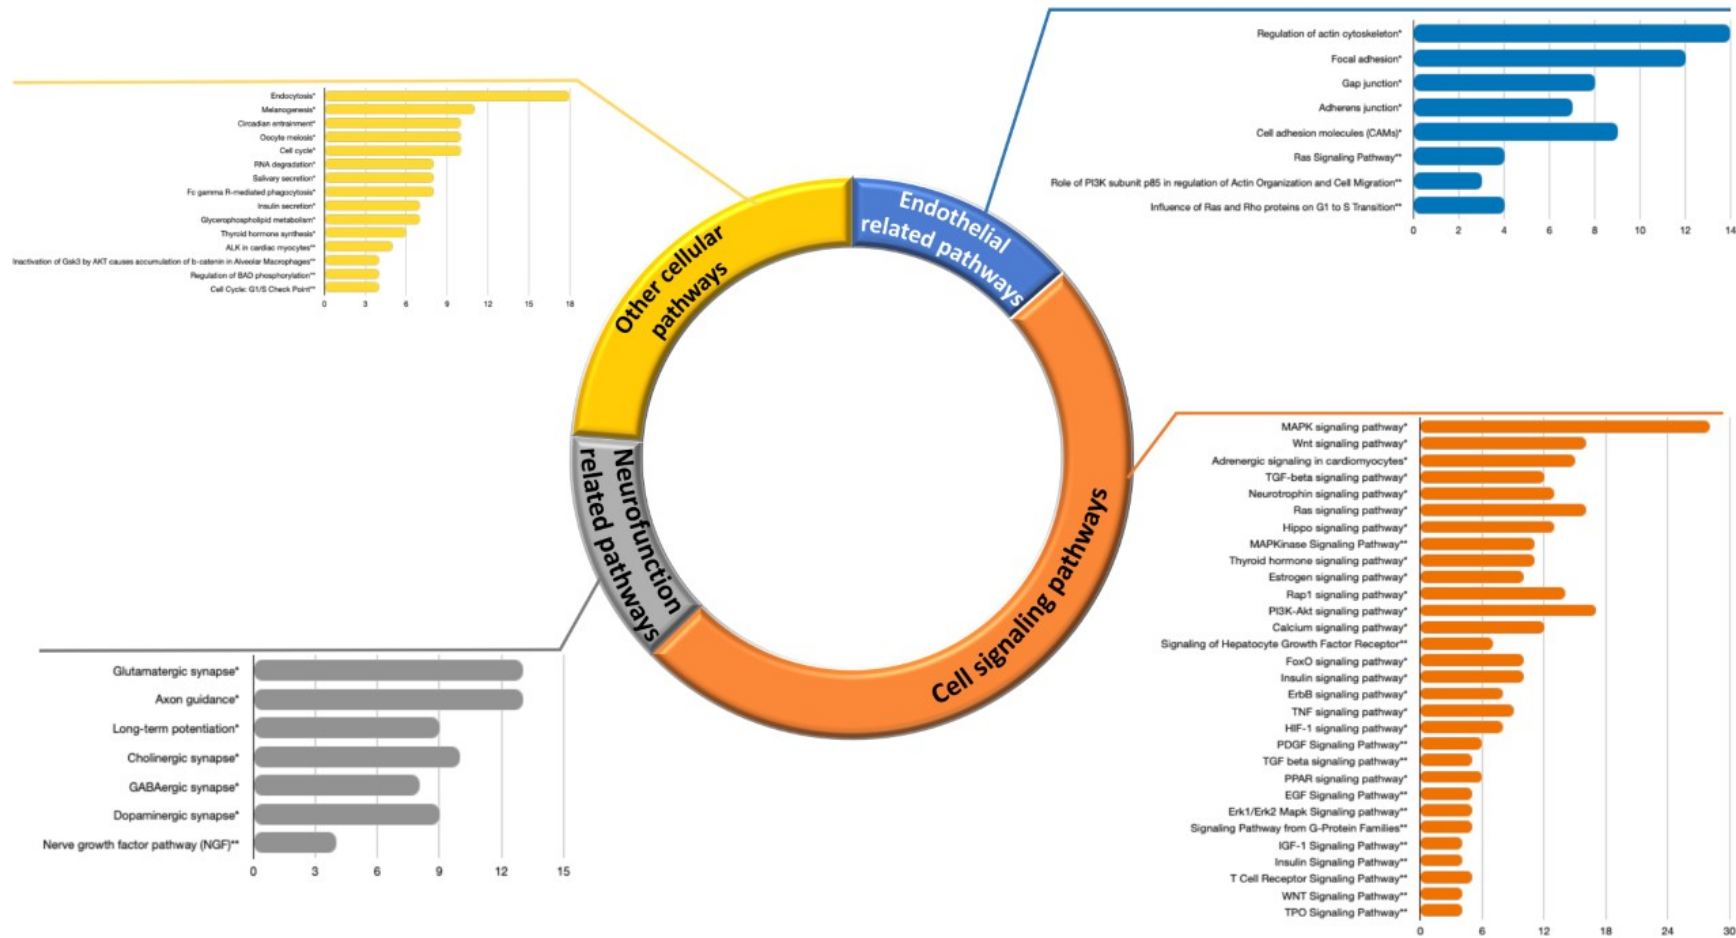 Endocytosis*
Melanogenesis*
Circadian entrainment*
Oocyte meiosis*
Cell cycle*
RNA degradation*
Salivary secretion*
Fc gamma R-mediated phagocytosis*
Insulin secretion*
Glycerophospholipid metabolism*
Thyroid hormone synthesis*
ALK in cardiac myocytes**
Inactivation of Gsk3 by AKT causes accumulation of b-catenin in Alveolar Macrophages**
Regulation of BAD phosphorylation**
Cell Cycle: G1/S Check Point**
0 3 6 9 12 15 18
Regulation of actin cytoskeleton*
Focal adhesion*
Gap junction*
Adherens junction*
Cell adhesion molecules (CAMs)*
Ras Signaling Pathway**
Role of PI3K subunit p85 in regulation of Actin Organization and Cell Migration**
Influence of Ras and Rho proteins on G1 to S Transition**
0 2 4 6 8 10 12 14
Other cellular
pathways
Endothelial
related pathways
Neurofunction
related pathways
Cell signaling pathways
Glutamatergic synapse*
Axon guidance*
Long-term potentiation*
Cholinergic synapse*
GABAergic synapse*
Dopaminergic synapse*
Nerve growth factor pathway (NGF)**
0 3 6 9 12 15
MAPK signaling pathway*
Wnt signaling pathway*
Adrenergic signaling in cardiomyocytes*
TGF-beta signaling pathway*
Neurotrophin signaling pathway*
Ras signaling pathway*
Hippo signaling pathway*
MAPKinase Signaling Pathway**
Thyroid hormone signaling pathway*
Estrogen signaling pathway*
Rap1 signaling pathway*
PI3K-Akt signaling pathway*
Calcium signaling pathway*
Signaling of Hepatocyte Growth Factor Receptor**
FoxO signaling pathway*
Insulin signaling pathway*
ErbB signaling pathway*
TNF signaling pathway*
HIF-1 signaling pathway*
PDGF Signaling Pathway**
TGF beta signaling pathway**
PPAR signaling pathway*
EGF Signaling Pathway**
Erk1/Erk2 Mapk Signaling pathway**
Signaling Pathway from G-Protein Families**
IGF-1 Signaling Pathway**
Insulin Signaling Pathway**
T Cell Receptor Signaling Pathway**
WNT Signaling Pathway**
TPO Signaling Pathway**
0 6 12 18 24 30